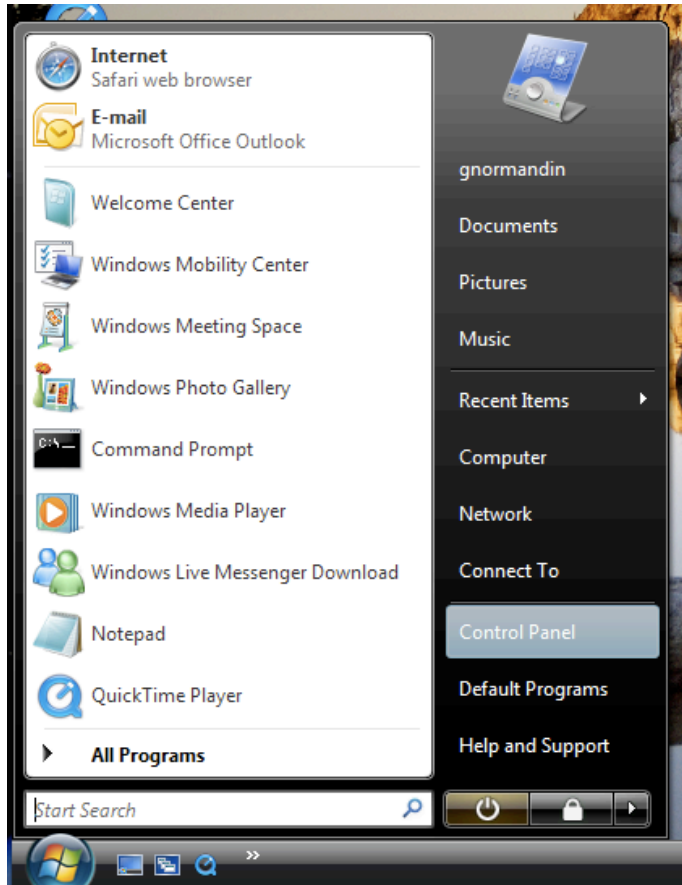 Internet
Safari web browser
E-mail
Microsoft Office Outlook
Welcome Center
Windows Mobility Center
Windows Meeting Space
Windows Photo Gallery
C:\_
Command Prompt
Windows Media Player
Windows Live Messenger Download
Notepad
QuickTime Player
All Programs
Start Search
gnormandin
Documents
Pictures
Music
Recent Items
Computer
Network
Connect To
Control Panel
Default Programs
Help and Support